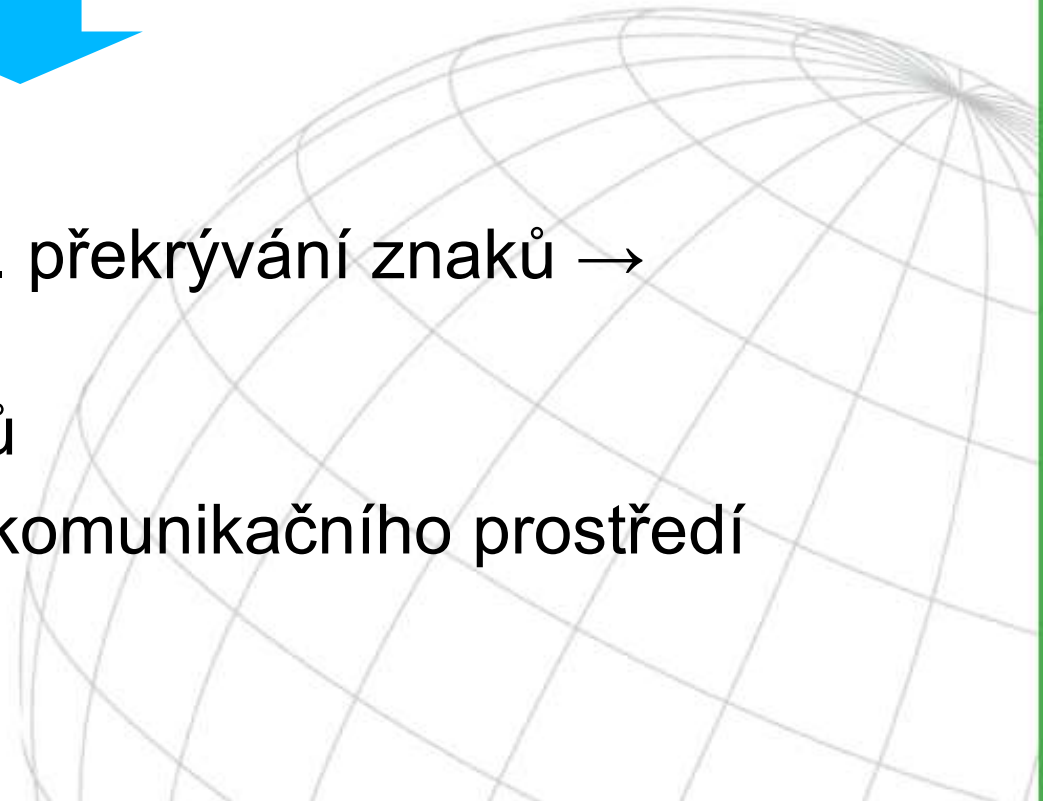 . překrývání znaků →
ů
komunikačního prostředí